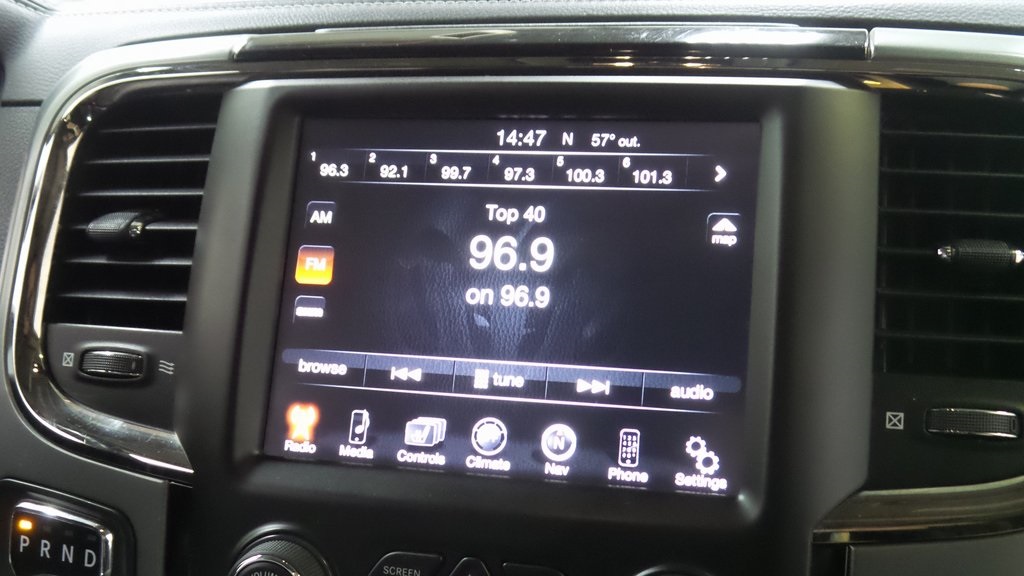 14:47 N 57° out.
1 96.3 2 92.1 3 99.7 4 97.3 5 100.3 6 101.3
AM
Top 40
map
FM
96.9
on 96.9
browse tune audio
Radio Media Controls Climate N Nav Phone Settings
P R N D
SCREEN